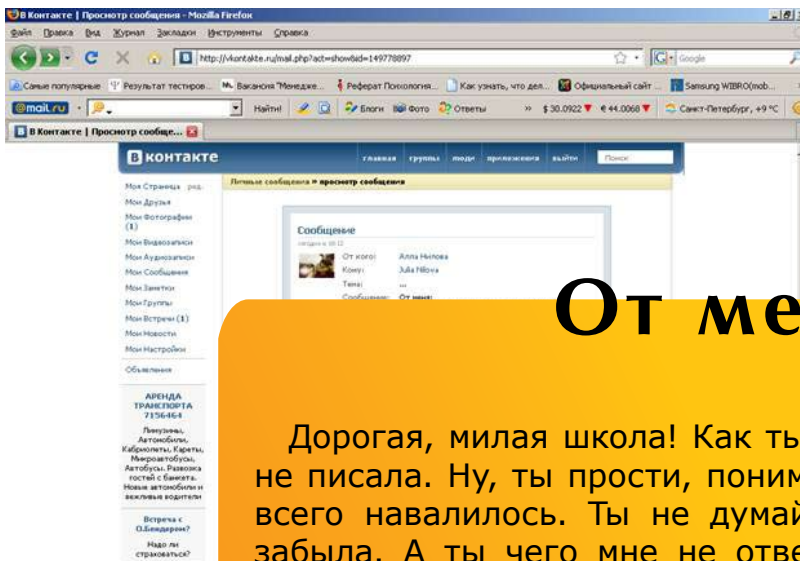 В Контакте | Просмотр сообщения - Mozilla Firefox
Файл Правка Вид Журнал Закладки Инструменты Справка
http://vkontakte.ru/mail.php?act=show&id=149778897
Google
Самые популярные Результат тестиров... Вакансия "Менедже... Реферат Психология... Как узнать, что дел... Официальный сайт ... Samsung WIBRO(mob...
@mail.ru Найти! Блоги Фото Ответы » $ 30.0922 € 44.0068 Санкт-Петербург, +9 °C
В Контакте | Просмотр сообще...
В контакте главная группы люди приложения выйти Поиск
Личные сообщения » просмотр сообщения
Моя Страница ред.
Мои Друзья
Мои Фотографии
(1)
Мои Видеозаписи
Мои Аудиозаписи
Мои Сообщения
Мои Заметки
Мои Группы
Мои Встречи (1)
Мои Новости
Мои Настройки
Объявления
Сообщение
От кого: Алла Нилова
Кому: Julia Nilova
Тема: ...
Сообщение: От меня:
АРЕНДА
ТРАНСПОРТА
7156464
Лимузины,
Автомобили,
Кабриолеты, Кареты,
Микроавтобусы,
Автобусы. Развозка
гостей с банкета.
Новые автомобили и
вежливые водители
Встреча с
О.Бендером?
Надо ли
страховаться?
От ме
Дорогая, милая школа! Как ты
не писала. Ну, ты прости, поним
всего навалилось. Ты не думай
забыла. А ты чего мне не отве